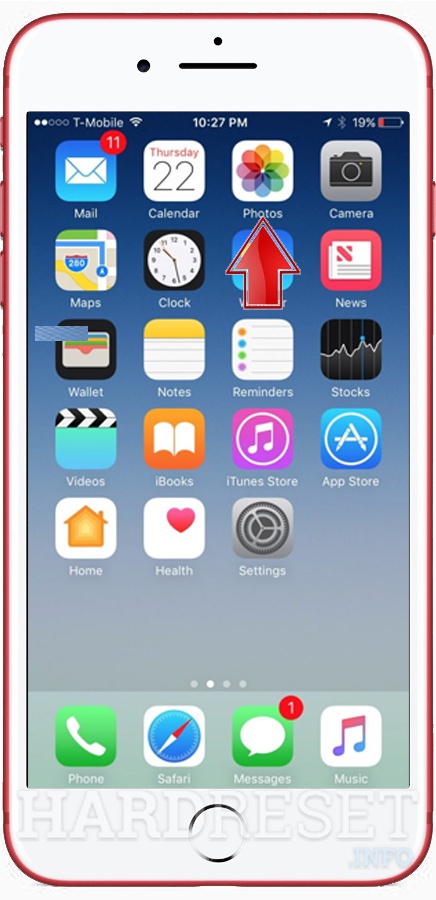 T-Mobile 10:27 PM 19%
11
Thursday
22
Mail Calendar Photos Camera
280
12
Maps Clock News
Wallet Notes Reminders Stocks
Videos iBooks iTunes Store App Store
Home Health Settings
1
Phone Safari Messages Music
HARDRESET
.INFO